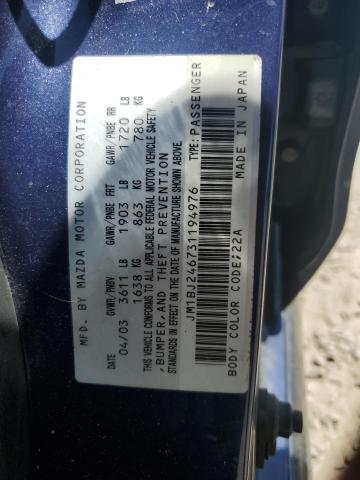 MFD. BY MAZDA MOTOR CORPORATION
DATE GVWR/PNBV GAWR/PNBE FRT GAWR/PNBE RR
04/03 3611 LB 1903 LB 1720 LB
1638 KG 863 KG 780 KG
THIS VEHICLE CONFORMS TO ALL APPLICABLE FEDERAL MOTOR VEHICLE SAFETY
,BUMPER,AND THEFT PREVENTION
STANDARDS IN EFFECT ON THE DATE OF MANUFACTURE SHOWN ABOVE
JM1BJ246731194976 TYPE:PASSENGER
BODY COLOR CODE:22A MADE IN JAPAN